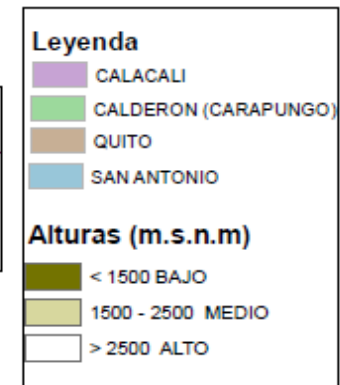 Leyenda
CALACALI
CALDERON (CARAPUNGO)
QUITO
SAN ANTONIO
Alturas (m.s.n.m)
< 1500 BAJO
1500 - 2500 MEDIO
> 2500 ALTO